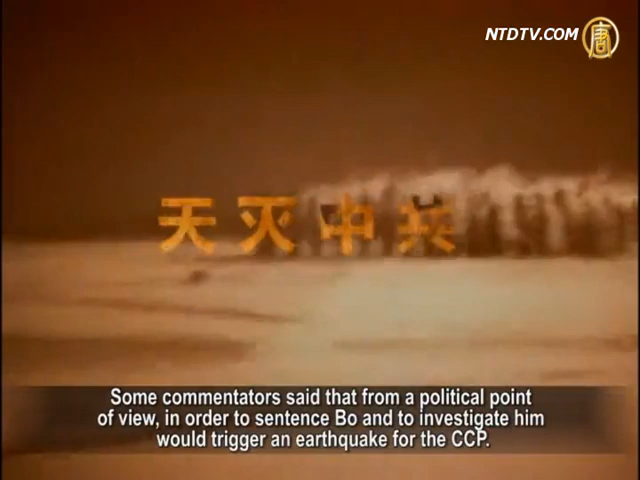 NTDTV.COM
唐
天灭中共
Some commentators said that from a political point
of view, in order to sentence Bo and to investigate him
would trigger an earthquake for the CCP.